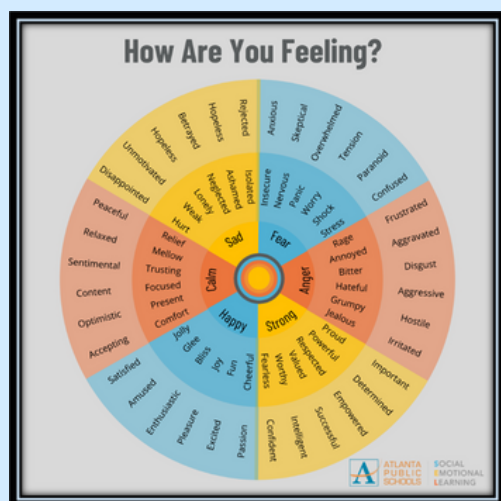 How Are You Feeling?
Anxious
Skeptical
Overwhelmed
Tension
Paranoid
Confused
Insecure
Nervous
Panic
Worry
Shock
Stress
Fear
Frustrated
Aggravated
Disgust
Aggressive
Hostile
Irritated
Rage
Annoyed
Bitter
Hateful
Grumpy
Jealous
Anger
Important
Determined
Empowered
Successful
Intelligent
Confident
Proud
Powerful
Respected
Valued
Worthy
Fearless
Strong
Passion
Excited
Pleasure
Enthusiastic
Amused
Satisfied
Cheerful
Fun
Joy
Bliss
Glee
Jolly
Happy
Accepting
Optimistic
Content
Sentimental
Relaxed
Peaceful
Comfort
Present
Focused
Trusting
Mellow
Relief
Calm
Disappointed
Unmotivated
Hopeless
Betrayed
Hopeless
Rejected
Hurt
Weak
Lonely
Neglected
Ashamed
Isolated
Sad
ATLANTA
PUBLIC
SCHOOLS
SOCIAL
EMOTIONAL
LEARNING